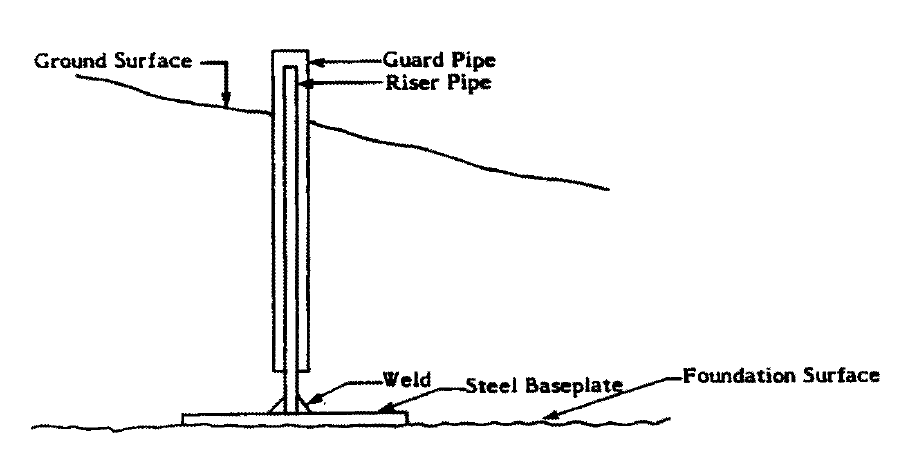 Ground Surface
Guard Pipe
Riser Pipe
Weld
Steel Baseplate
Foundation Surface